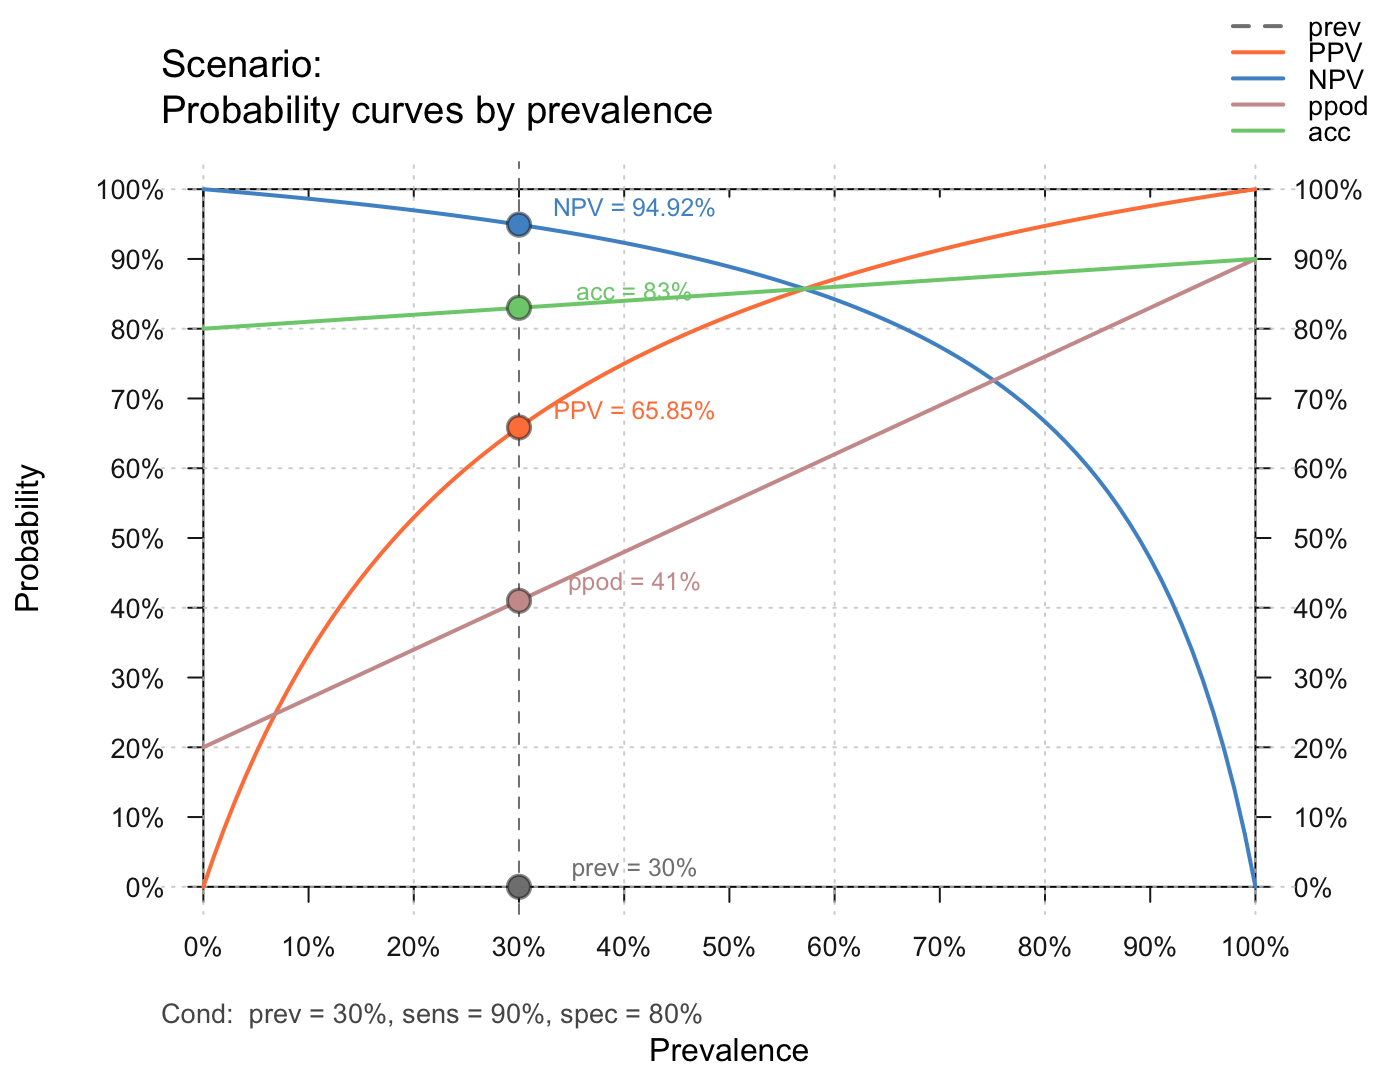 prev
PPV
NPV
ppod
acc
Scenario:
Probability curves by prevalence
100%
90%
80%
70%
60%
50%
40%
30%
20%
10%
0%
Probability
NPV = 94.92%
acc = 83%
PPV = 65.85%
ppod = 41%
prev = 30%
100%
90%
80%
70%
60%
50%
40%
30%
20%
10%
0%
0% 10% 20% 30% 40% 50% 60% 70% 80% 90% 100%
Cond: prev = 30%, sens = 90%, spec = 80%
Prevalence